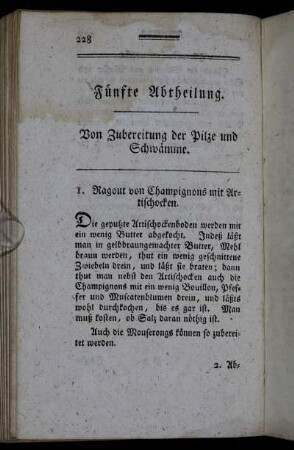 228
Fünfte Abtheilung.
Von Zubereitung der Pilze und
Schwämme.
1. Ragout von Champignons mit Ar-
tischocken.
Die geputzte Artischockenboden werden mit
ein wenig Butter abgekocht. Indeß läßt
man in gelbbraungemachter Butter, Mehl
braun werden, thut ein wenig geschnittene
Zwiebeln drein, und läßt sie braten; dann
thut man nebst den Artischocken auch die
Champignons mit ein wenig Bouillon, Pfef-
fer und Muscatenblumen drein, und läßts
wohl durchkochen, bis es gar ist. Man
muß kosten, ob Salz daran nöthig ist.
Auch die Mouserongs können so zuberei-
tet werden.
2. Ab-